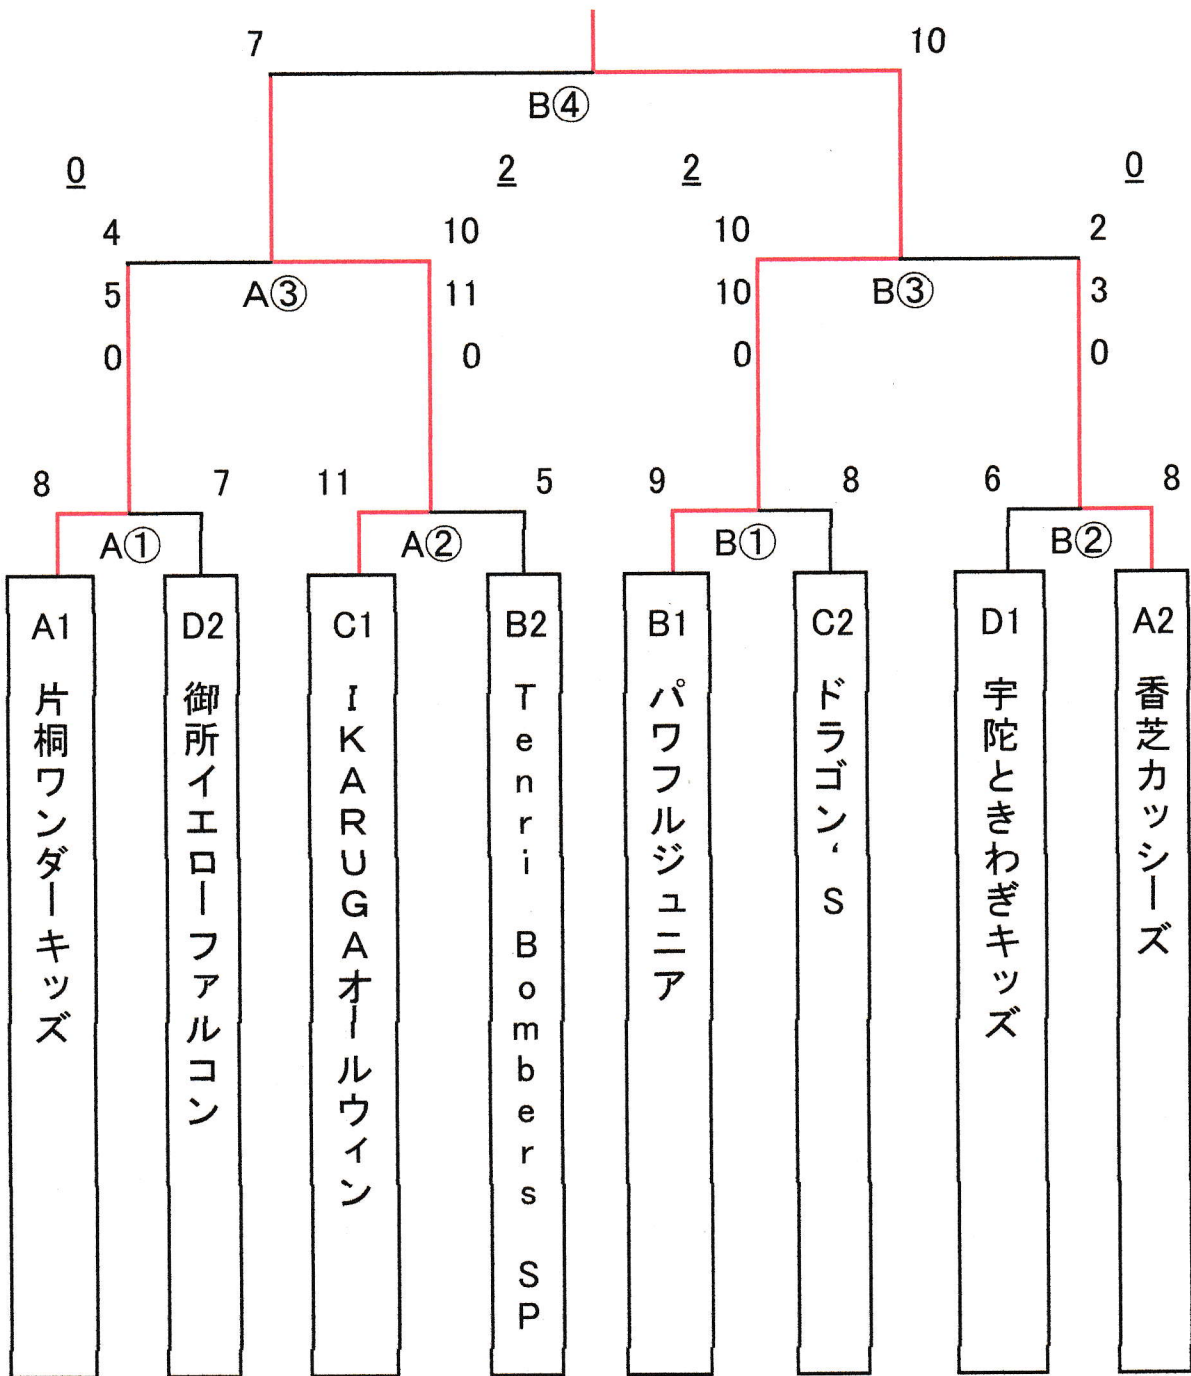 7
10
B④
0
2
2
0
4
10
10
2
5
A③
11
10
B③
3
0
0
0
0
8
7
11
5
9
8
6
8
A①
A②
B①
B②
A1
片桐ワンダーキッズ
D2
御所イエローファルコン
C1
IKARUGAオールウィン
B2
Tenri Bombers SP
B1
パワフルジュニア
C2
ドラゴン‘S
D1
宇陀ときわぎキッズ
A2
香芝カッシーズ